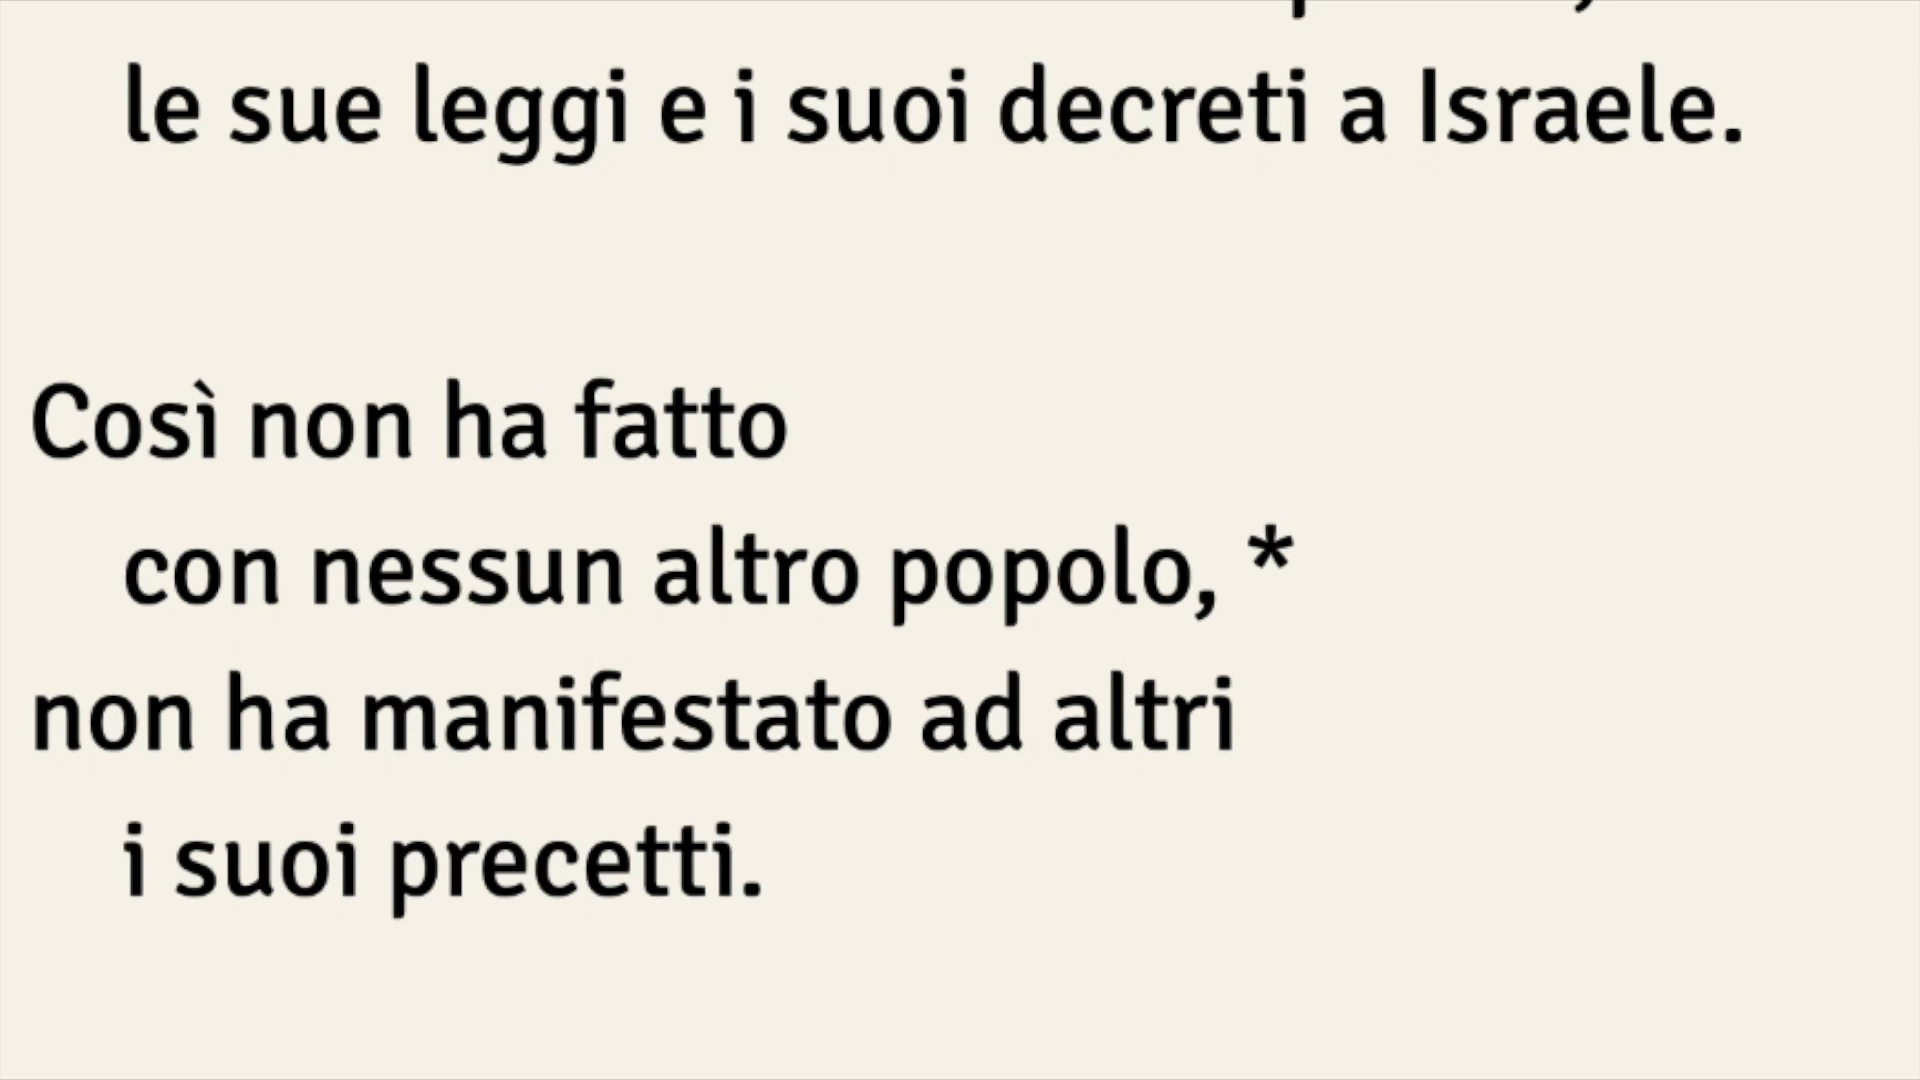 le sue leggi e i suoi decreti a Israele.
Così non ha fatto
con nessun altro popolo, *
non ha manifestato ad altri
i suoi precetti.